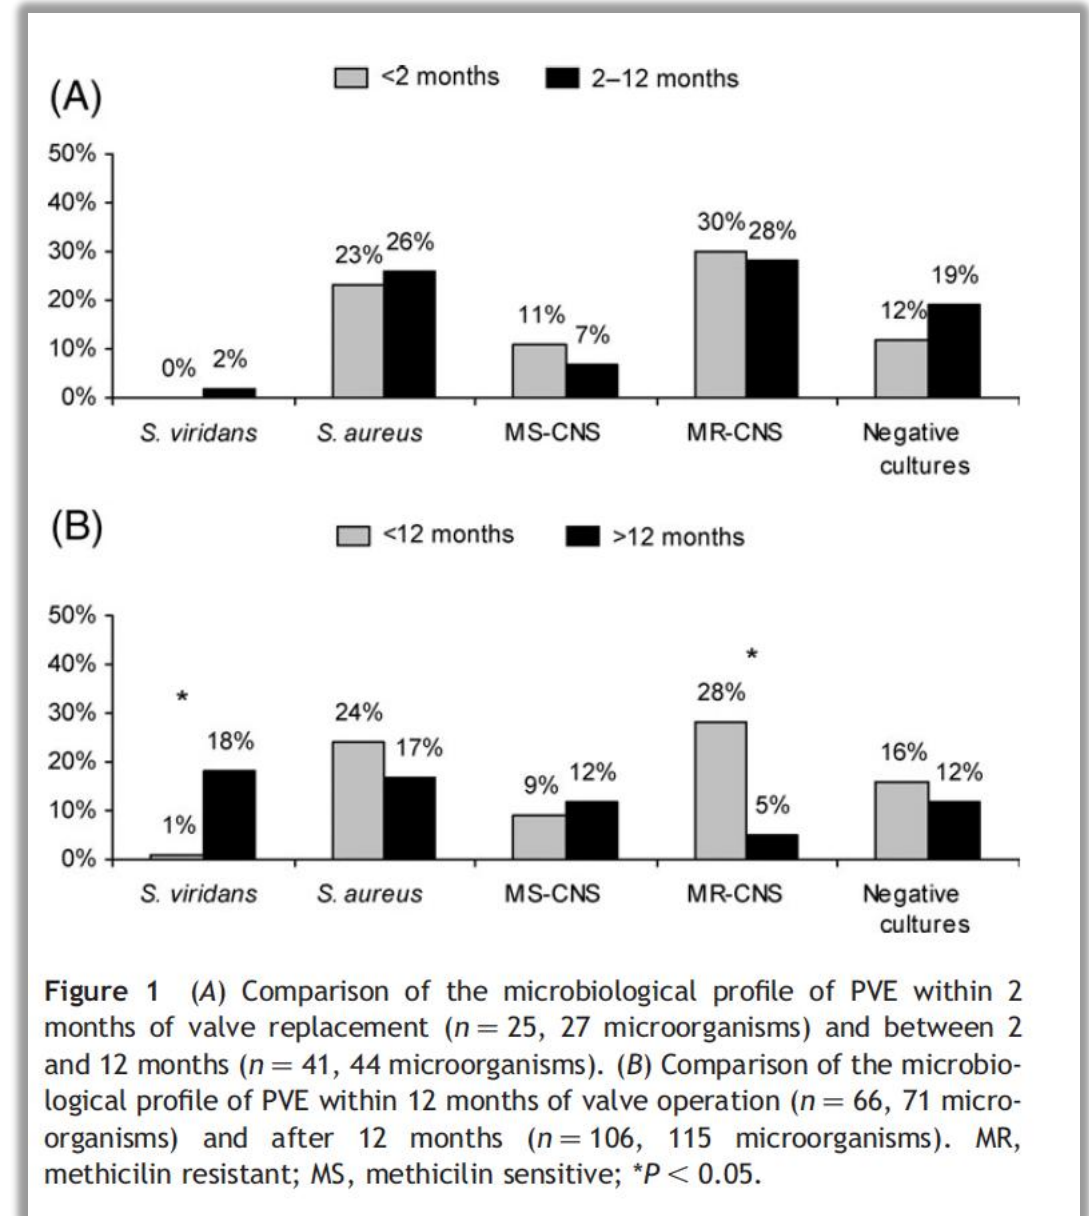 (A)
<2 months 2–12 months
50%
40%
30%
20%
10%
0%
0% 2%
23% 26%
11% 7%
30% 28%
12% 19%
S. viridans S. aureus MS-CNS MR-CNS Negative
cultures
(B)
<12 months >12 months
50%
40%
30%
20%
10%
0%
* 1% 18%
24% 17%
9% 12%
* 28% 5%
16% 12%
S. viridans S. aureus MS-CNS MR-CNS Negative
cultures
Figure 1 (A) Comparison of the microbiological profile of PVE within 2
months of valve replacement (n = 25, 27 microorganisms) and between 2
and 12 months (n = 41, 44 microorganisms). (B) Comparison of the microbio-
logical profile of PVE within 12 months of valve operation (n = 66, 71 micro-
organisms) and after 12 months (n = 106, 115 microorganisms). MR,
methicilin resistant; MS, methicilin sensitive; *P < 0.05.